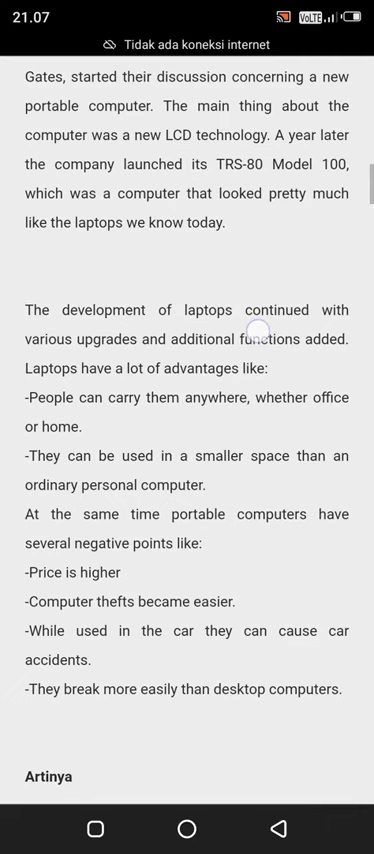 21.07
VoLTE
Tidak ada koneksi internet
Gates, started their discussion concerning a new
portable computer. The main thing about the
computer was a new LCD technology. A year later
the company launched its TRS-80 Model 100,
which was a computer that looked pretty much
like the laptops we know today.
The development of laptops continued with
various upgrades and additional functions added.
Laptops have a lot of advantages like:
-People can carry them anywhere, whether office
or home.
-They can be used in a smaller space than an
ordinary personal computer.
At the same time portable computers have
several negative points like:
-Price is higher
-Computer thefts became easier.
-While used in the car they can cause car
accidents.
-They break more easily than desktop computers.
Artinya